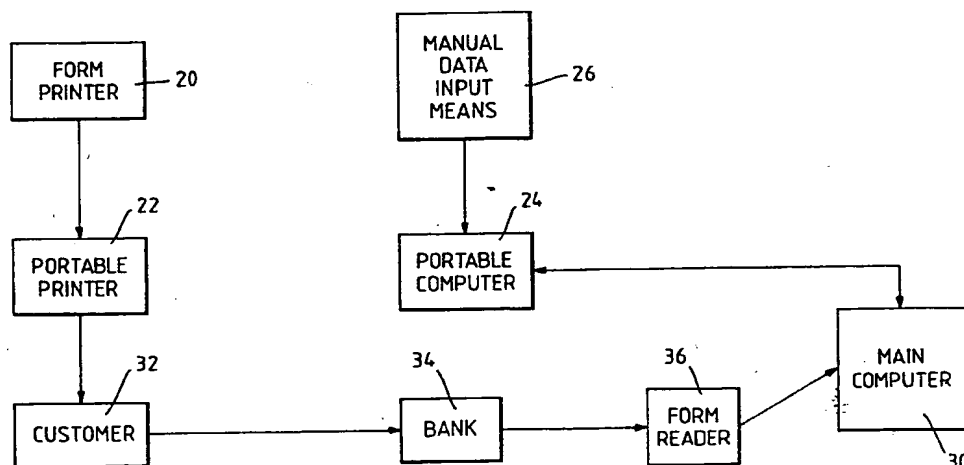 FORM
PRINTER
20
MANUAL
DATA
INPUT
MEANS
26
22
PORTABLE
PRINTER
24
PORTABLE
COMPUTER
32
CUSTOMER
34
BANK
36
FORM
READER
MAIN
COMPUTER
30